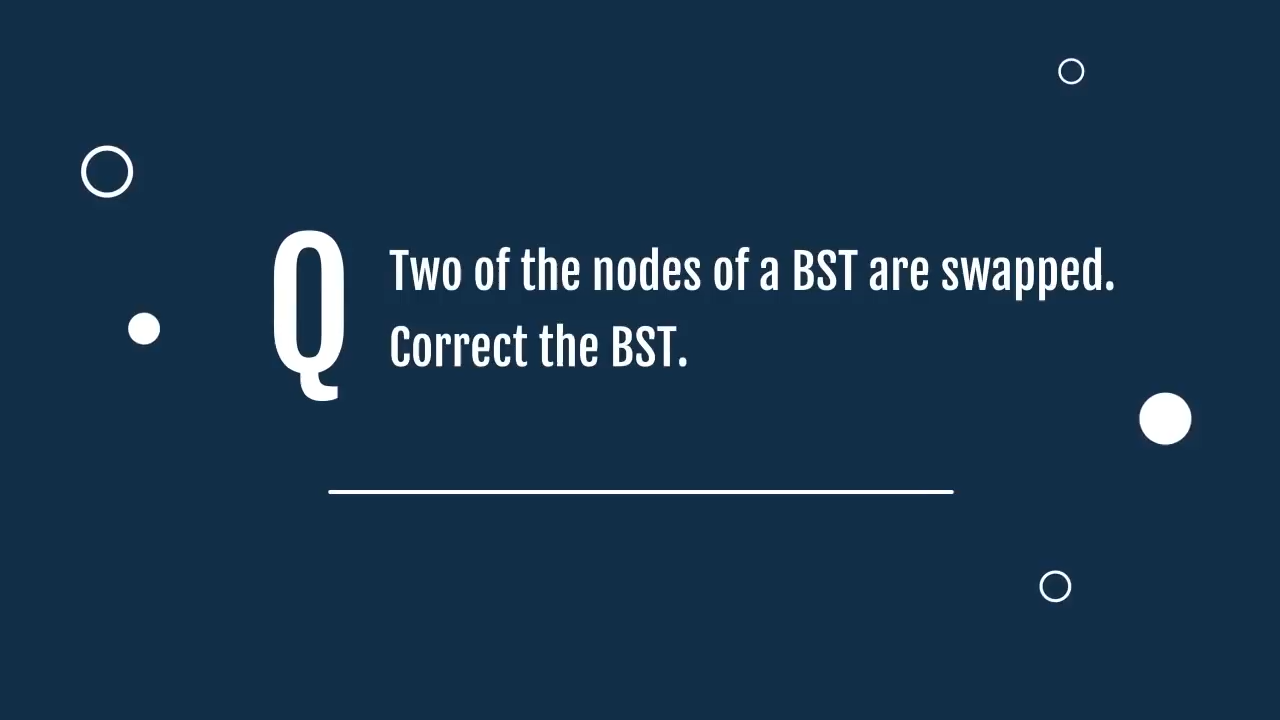 Q
Two of the nodes of a BST are swapped.
Correct the BST.